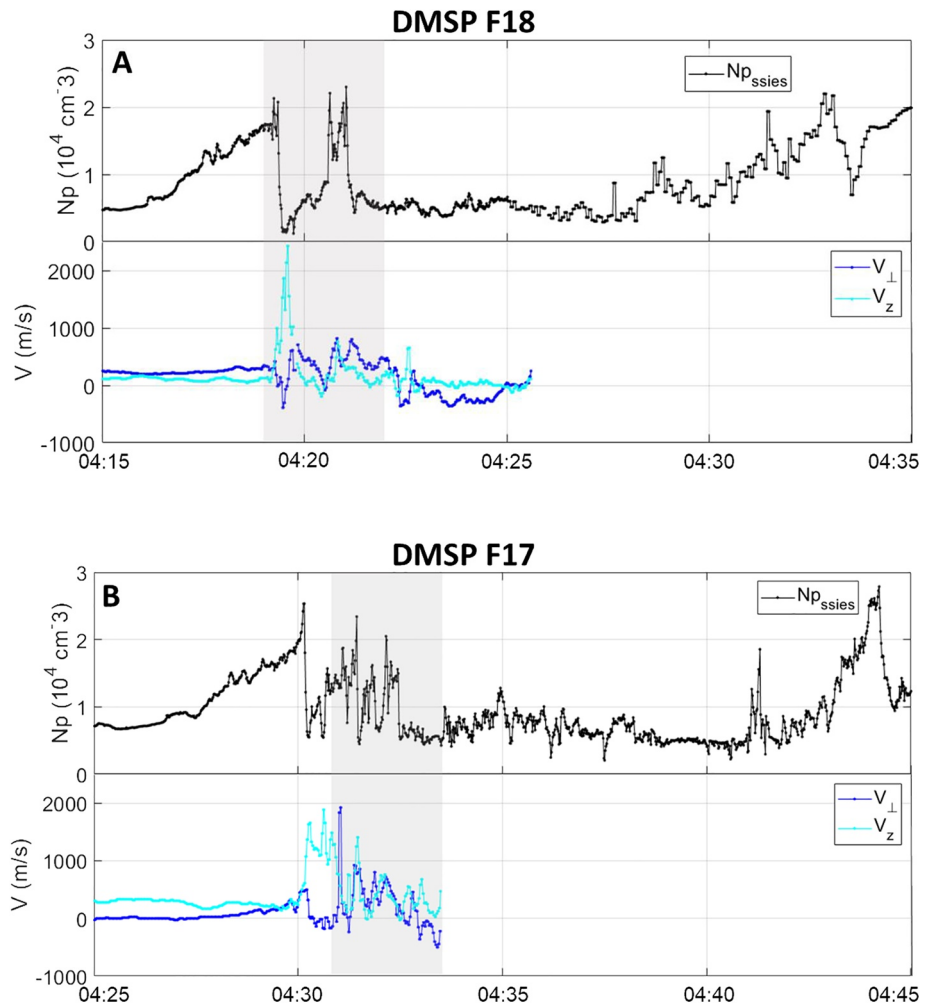 DMSP F18
A
Np (10^4 cm^-3)
3
2
1
0
Np_ssies
V (m/s)
2000
1000
0
-1000
V_⊥
V_z
04:15 04:20 04:25 04:30 04:35
DMSP F17
B
Np (10^4 cm^-3)
3
2
1
0
Np_ssies
V (m/s)
2000
1000
0
-1000
V_⊥
V_z
04:25 04:30 04:35 04:40 04:45